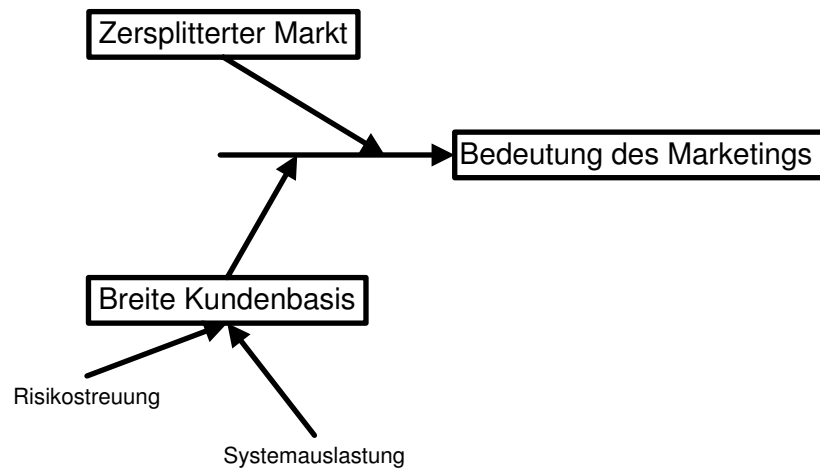 Zersplitterter Markt
Bedeutung des Marketings
Breite Kundenbasis
Risikostreuung
Systemauslastung